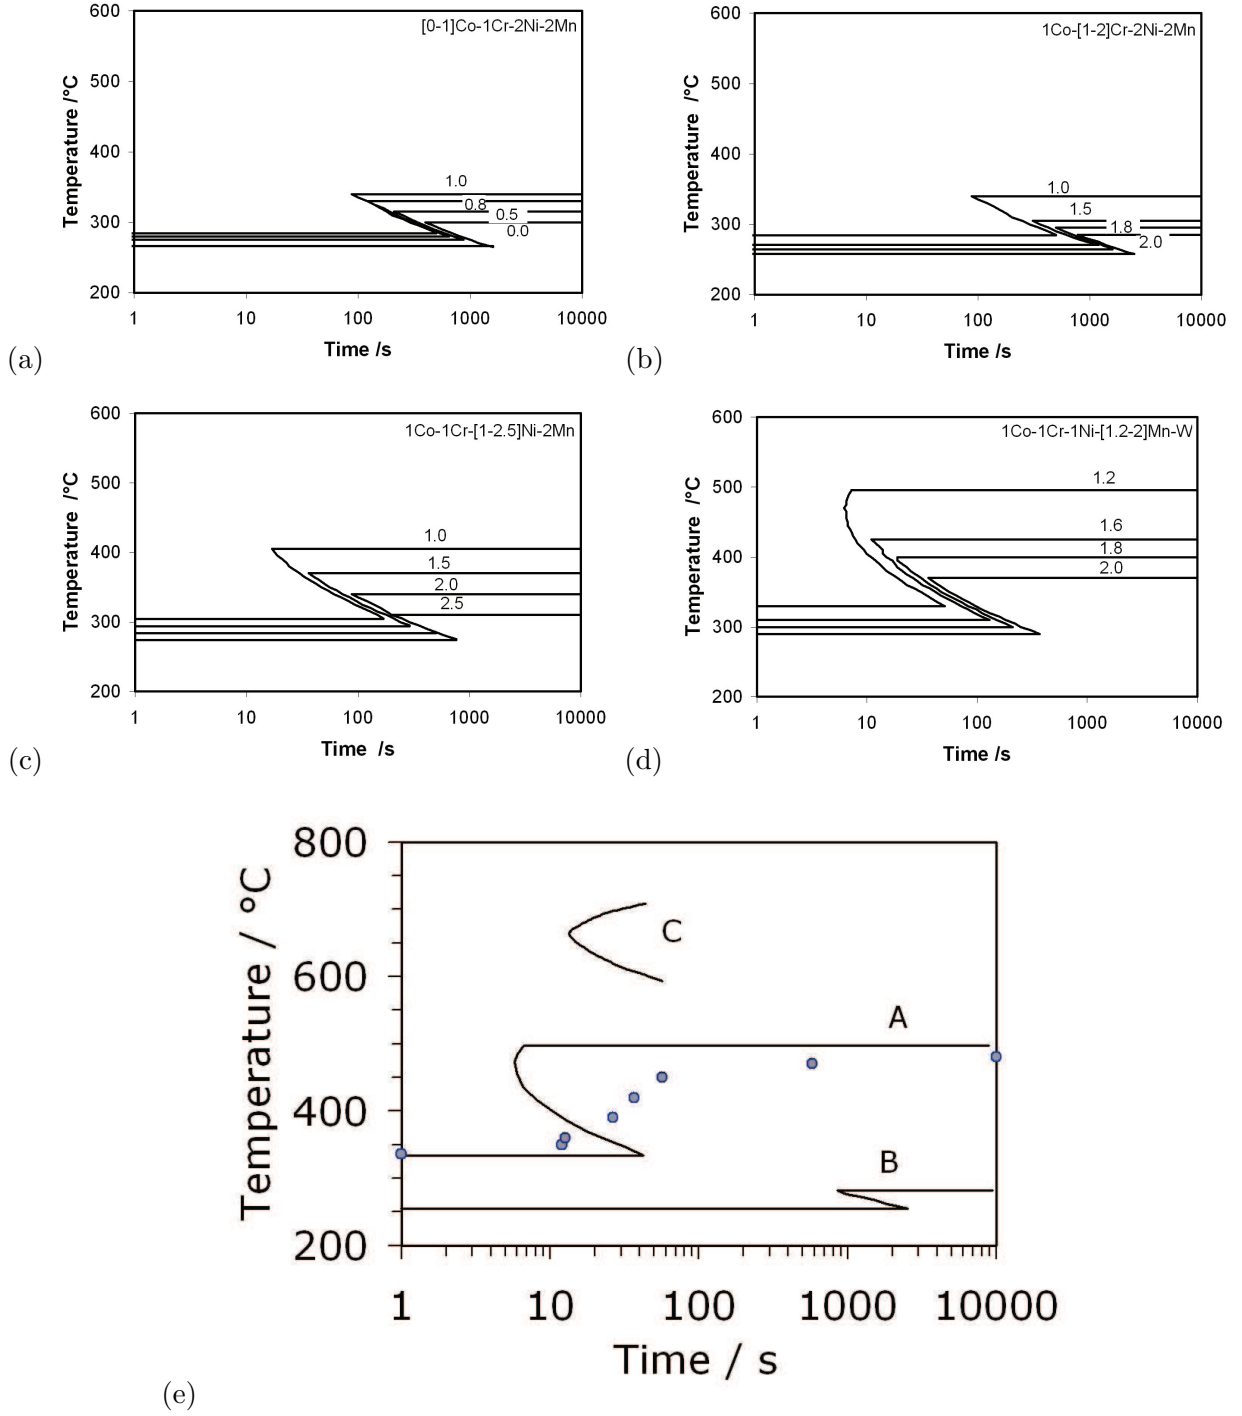 600
[0-1]Co-1Cr-2Ni-2Mn
500
400
300
200
1.0
0.8
0.5
0.0
1 10 100 1000 10000
Temperature /°C
Time /s
(a)
600
1Co-[1-2]Cr-2Ni-2Mn
500
400
300
200
1.0
1.5
1.8
2.0
1 10 100 1000 10000
Temperature /°C
Time /s
(b)
600
1Co-1Cr-[1-2.5]Ni-2Mn
500
400
300
200
1.0
1.5
2.0
2.5
1 10 100 1000 10000
Temperature /°C
Time /s
(c)
600
1Co-1Cr-1Ni-[1.2-2]Mn-W
500
400
300
200
1.2
1.6
1.8
2.0
1 10 100 1000 10000
Temperature /°C
Time /s
(d)
800
600
400
200
C
A
B
1 10 100 1000 10000
Temperature / °C
Time / s
(e)